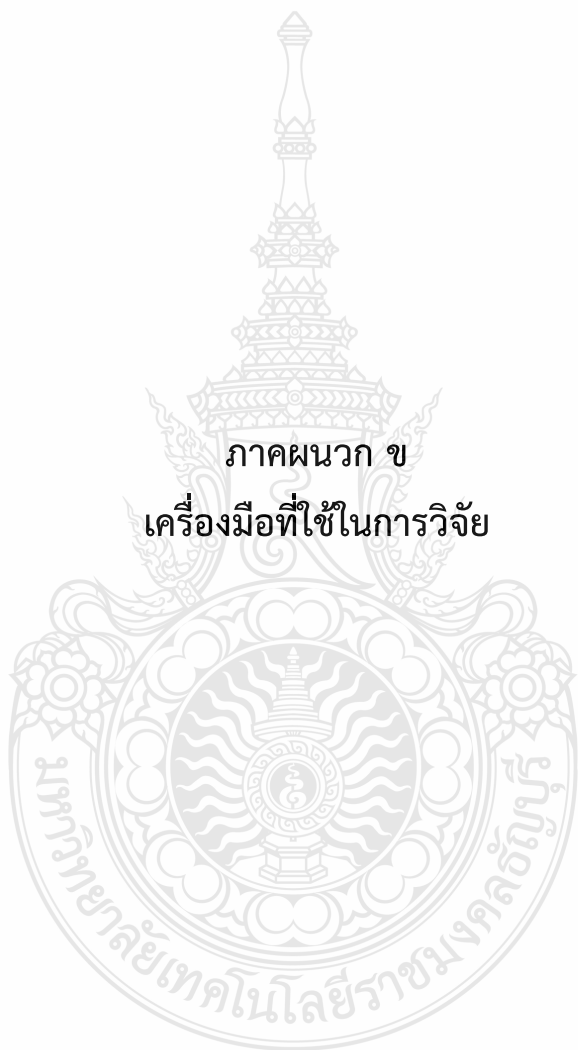 ภาคผนวก ข
เครื่องมือที่ใช้ในการวิจัย
มหาวิทยาลัยเทคโนโลยีราชมงคลธัญบุรี